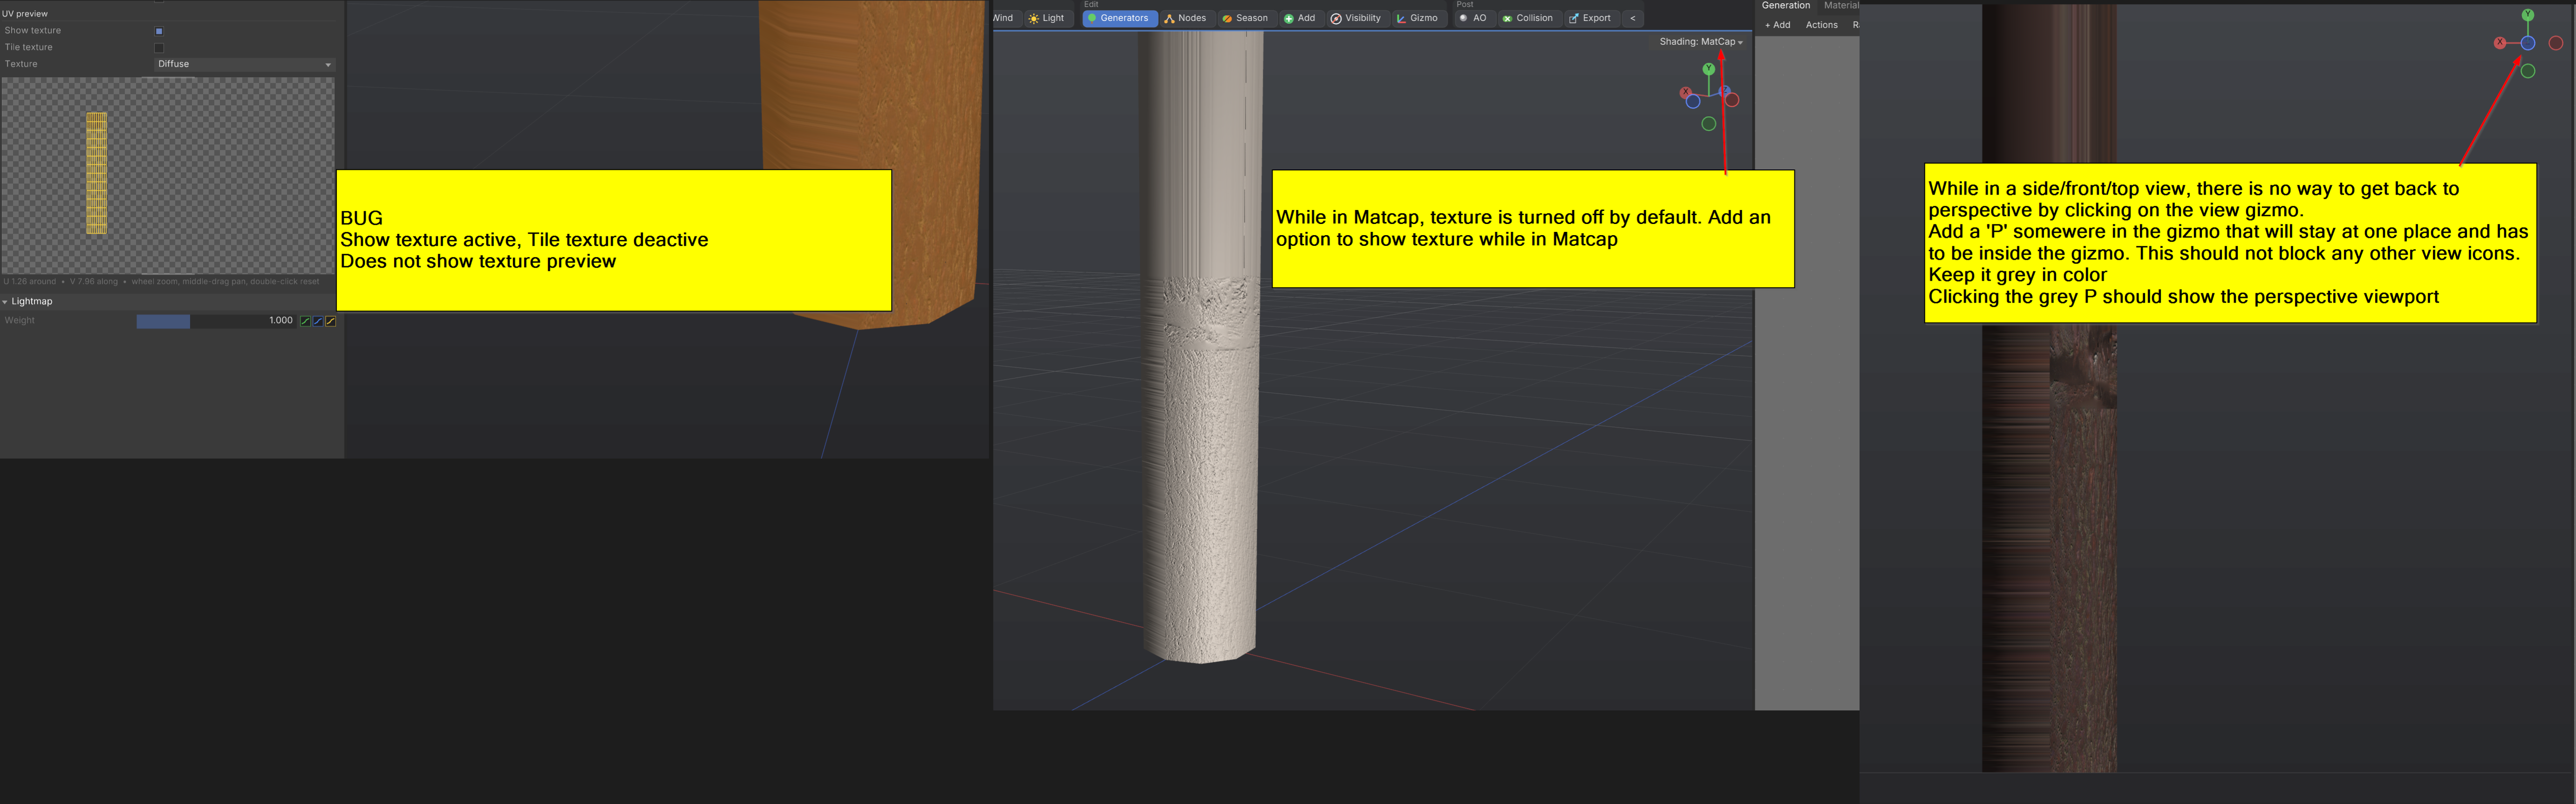 UV preview
Show texture
Tile texture
Texture
Diffuse
U 1.26 around • V 7.96 along • wheel zoom, middle-drag pan, double-click reset
Lightmap
Weight
1.000
BUG
Show texture active, Tile texture deactive
Does not show texture preview
Edit
Post
Wind
Light
Generators
Nodes
Season
Add
Visibility
Gizmo
AO
Coilision
Export
<
Generation
Material
+ Add
Actions
R
Shading: MatCap
Y
X
Z
While in Matcap, texture is turned off by default. Add an
option to show texture while in Matcap
Y
X
While in a side/front/top view, there is no way to get back to
perspective by clicking on the view gizmo.
Add a 'P' somewere in the gizmo that will stay at one place and has
to be inside the gizmo. This should not block any other view icons.
Keep it grey in color
Clicking the grey P should show the perspective viewport